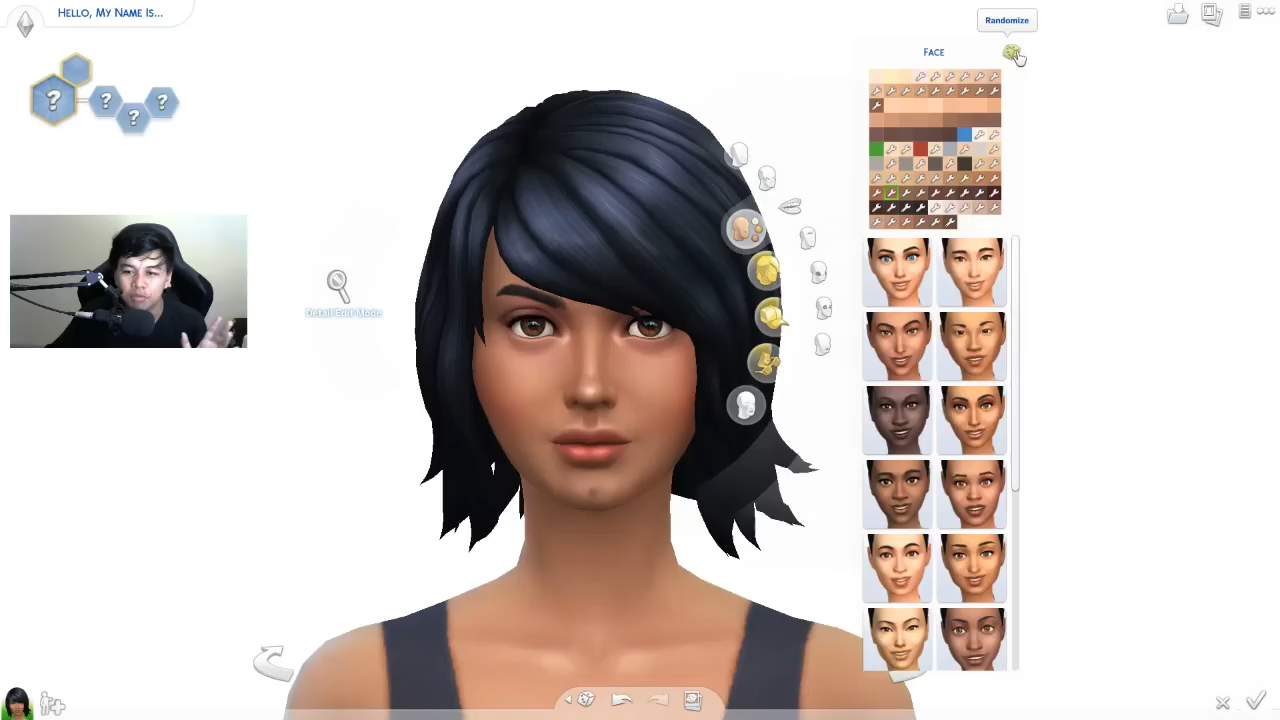 Hello, My Name Is...
Randomize
Face
? ? ? ?
Detail Edit Mode